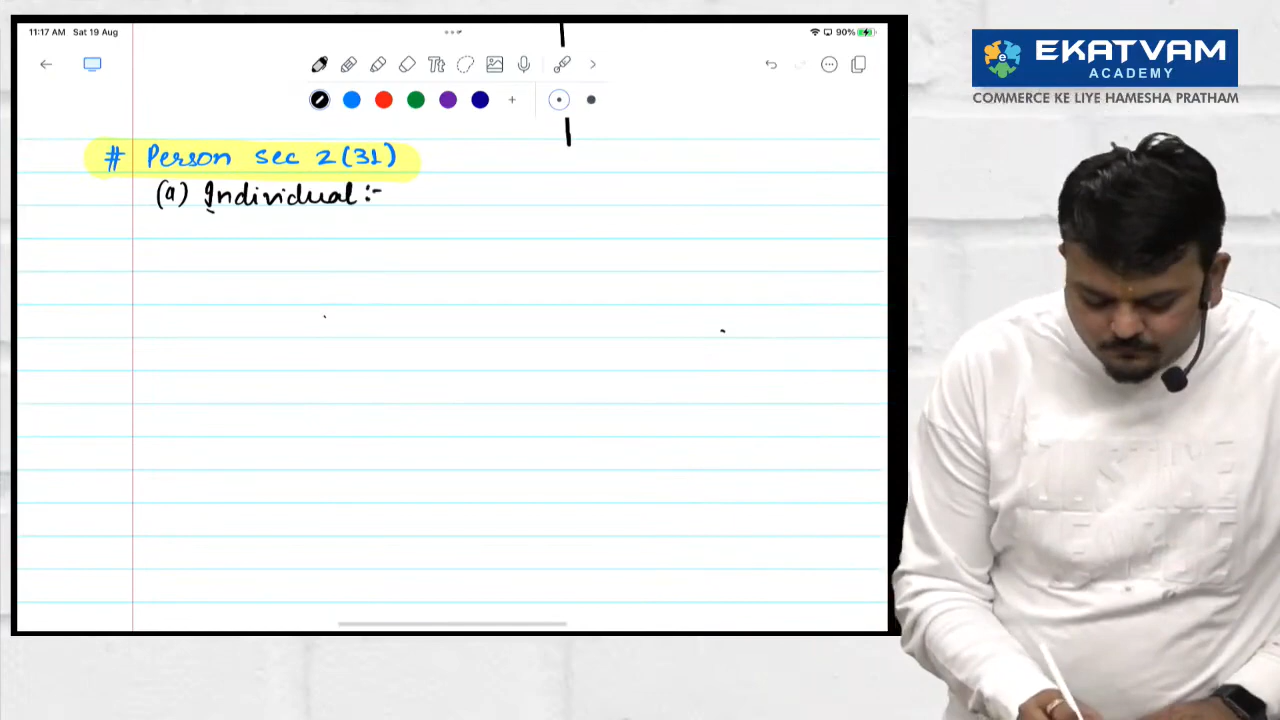 11:17 AM Sat 19 Aug
90%
Tt
# Person sec 2(31)
(a) Individual :-
EKATVAM
ACADEMY
COMMERCE KE LIYE HAMESHA PRATHAM